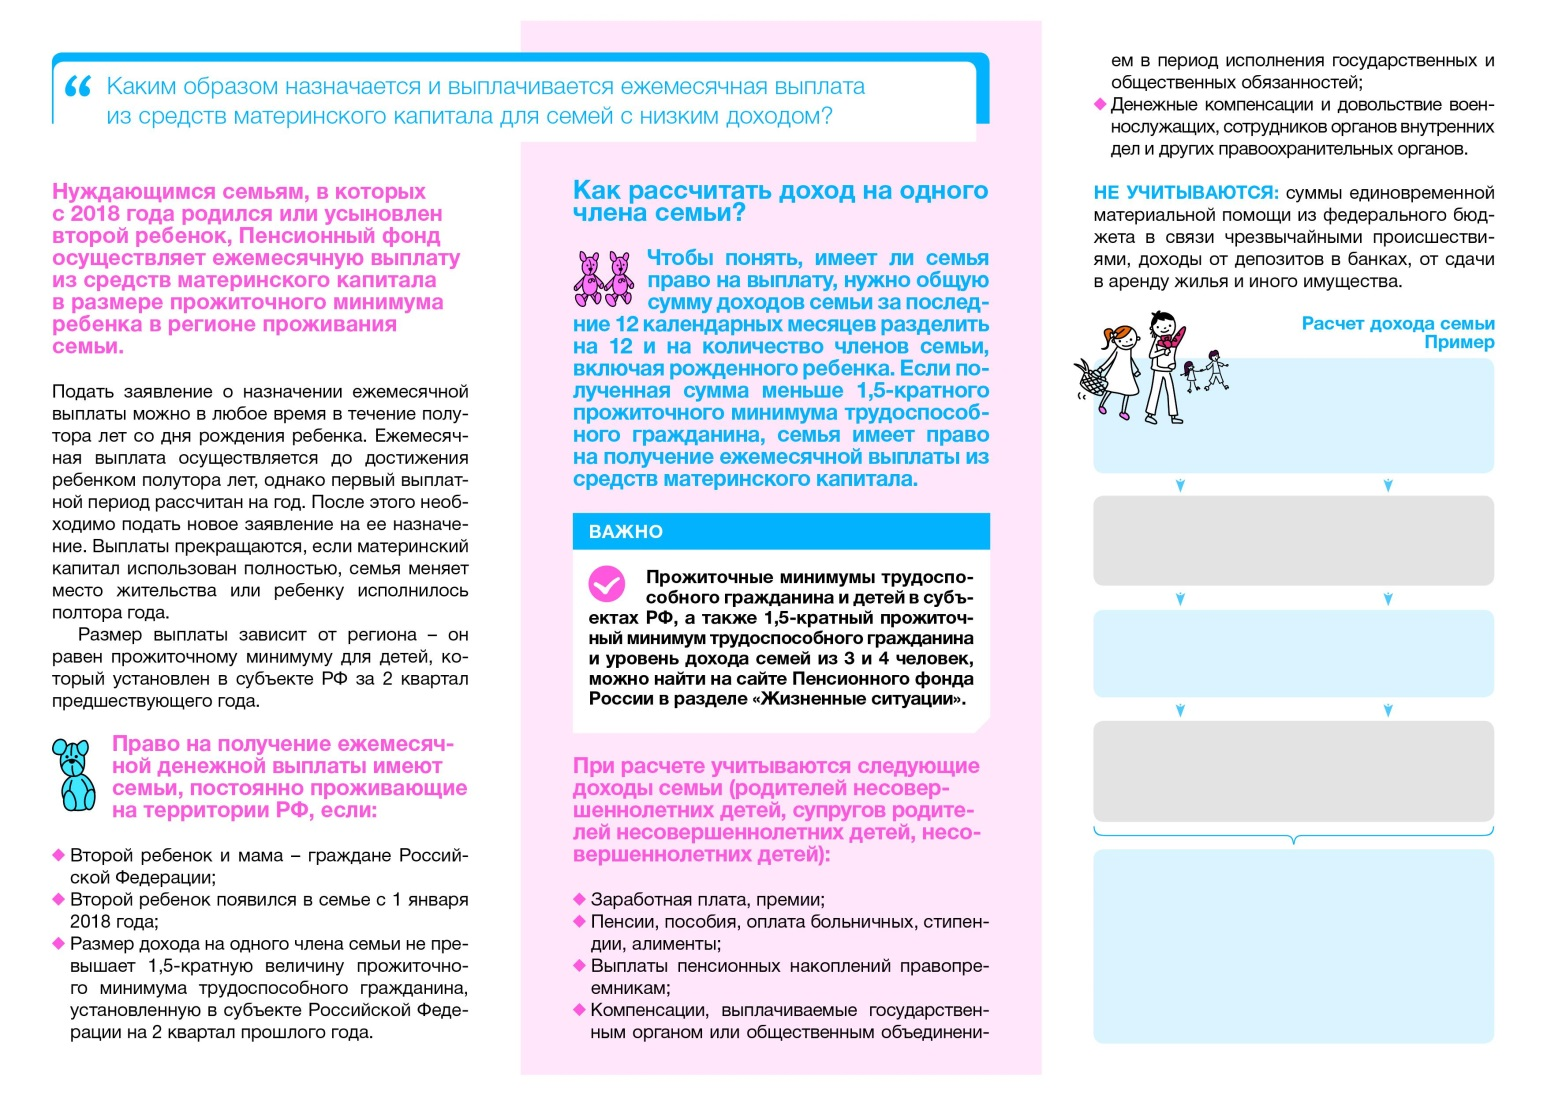 “ Каким образом назначается и выплачивается ежемесячная выплата
из средств материнского капитала для семей с низким доходом?
Нуждающимся семьям, в которых
с 2018 года родился или усыновлен
второй ребенок, Пенсионный фонд
осуществляет ежемесячную выплату
из средств материнского капитала
в размере прожиточного минимума
ребенка в регионе проживания
семьи.
Подать заявление о назначении ежемесячной
выплаты можно в любое время в течение полу-
тора лет со дня рождения ребенка. Ежемесяч-
ная выплата осуществляется до достижения
ребенком полутора лет, однако первый выплат-
ной период рассчитан на год. После этого необ-
ходимо подать новое заявление на ее назначе-
ние. Выплаты прекращаются, если материнский
капитал использован полностью, семья меняет
место жительства или ребенку исполнилось
полтора года.
Размер выплаты зависит от региона – он
равен прожиточному минимуму для детей, ко-
торый установлен в субъекте РФ за 2 квартал
предшествующего года.
Право на получение ежемесяч-
ной денежной выплаты имеют
семьи, постоянно проживающие
на территории РФ, если:
◆ Второй ребенок и мама – граждане Россий-
ской Федерации;
◆ Второй ребенок появился в семье с 1 января
2018 года;
◆ Размер дохода на одного члена семьи не пре-
вышает 1,5-кратную величину прожиточно-
го минимума трудоспособного гражданина,
установленную в субъекте Российской Феде-
рации на 2 квартал прошлого года.
Как рассчитать доход на одного
члена семьи?
Чтобы понять, имеет ли семья
право на выплату, нужно общую
сумму доходов семьи за послед-
ние 12 календарных месяцев разделить
на 12 и на количество членов семьи,
включая рожденного ребенка. Если по-
лученная сумма меньше 1,5-кратного
прожиточного минимума трудоспособ-
ного гражданина, семья имеет право
на получение ежемесячной выплаты из
средств материнского капитала.
ВАЖНО
Прожиточные минимумы трудоспо-
собного гражданина и детей в субъ-
ектах РФ, а также 1,5-кратный прожиточ-
ный минимум трудоспособного гражданина
и уровень дохода семей из 3 и 4 человек,
можно найти на сайте Пенсионного фонда
России в разделе «Жизненные ситуации».
При расчете учитываются следующие
доходы семьи (родителей несовер-
шеннолетних детей, супругов родите-
лей несовершеннолетних детей, несо-
вершеннолетних детей):
◆ Заработная плата, премии;
◆ Пенсии, пособия, оплата больничных, стипен-
дии, алименты;
◆ Выплаты пенсионных накоплений правопре-
емникам;
◆ Компенсации, выплачиваемые государствен-
ным органом или общественным объединени-
ем в период исполнения государственных и
общественных обязанностей;
◆ Денежные компенсации и довольствие воен-
нослужащих, сотрудников органов внутренних
дел и других правоохранительных органов.
НЕ УЧИТЫВАЮТСЯ: суммы единовременной
материальной помощи из федерального бюд-
жета в связи чрезвычайными происшестви-
ями, доходы от депозитов в банках, от сдачи
в аренду жилья и иного имущества.
Расчет дохода семьи
Пример